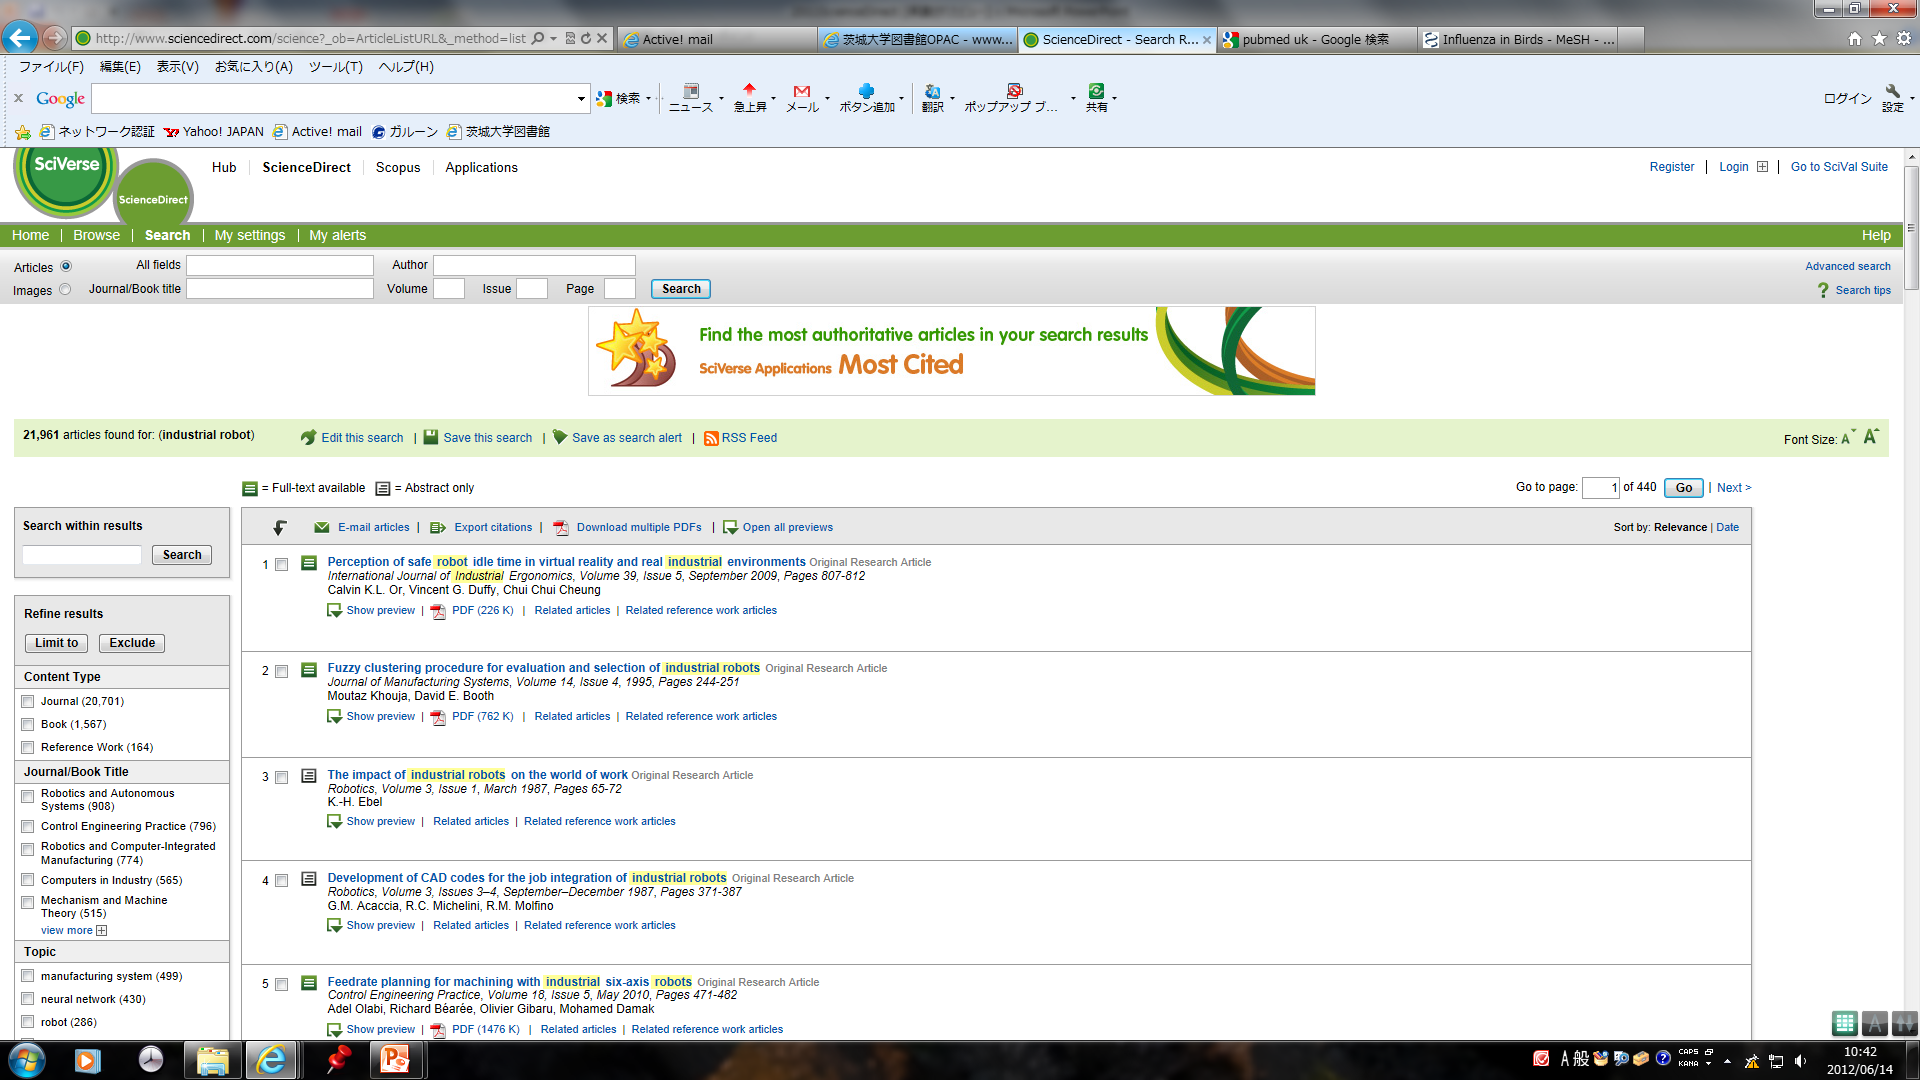 http://www.sciencedirect.com/science?_ob=ArticleListURL&_method=list
Active! mail
茨城大学図書館OPAC - www...
ScienceDirect - Search R...
pubmed uk - Google 検索
Influenza in Birds - MeSH - ...
ファイル(F) 編集(E) 表示(V) お気に入り(A) ツール(T) ヘルプ(H)
x Google 検索 ニュース 急上昇 メール ボタン追加 翻訳 ポップアップ ブ... 共有 ログイン 設定
ネットワーク認証 Yahoo! JAPAN Active! mail ガルーン 茨城大学図書館
SciVerse
ScienceDirect
Hub ScienceDirect Scopus Applications
Register | Login | Go to SciVal Suite
Home | Browse | Search | My settings | My alerts Help
Articles All fields Author Advanced search
Images Journal/Book title Volume Issue Page Search ? Search tips
Find the most authoritative articles in your search results
SciVerse Applications Most Cited
21,961 articles found for: (industrial robot) Edit this search | Save this search | Save as search alert | RSS Feed Font Size: A A
= Full-text available = Abstract only Go to page: 1 of 440 Go | Next >
Search within results
Search
Refine results
Limit to Exclude
Content Type
Journal (20,701)
Book (1,567)
Reference Work (164)
Journal/Book Title
Robotics and Autonomous
Systems (908)
Control Engineering Practice (796)
Robotics and Computer-Integrated
Manufacturing (774)
Computers in Industry (565)
Mechanism and Machine
Theory (515)
view more
Topic
manufacturing system (499)
neural network (430)
robot (286)
E-mail articles | Export citations | Download multiple PDFs | Open all previews Sort by: Relevance | Date
1 Perception of safe robot idle time in virtual reality and real industrial environments Original Research Article
International Journal of Industrial Ergonomics, Volume 39, Issue 5, September 2009, Pages 807-812
Calvin K.L. Or, Vincent G. Duffy, Chui Chui Cheung
Show preview | PDF (226 K) | Related articles | Related reference work articles
2 Fuzzy clustering procedure for evaluation and selection of industrial robots Original Research Article
Journal of Manufacturing Systems, Volume 14, Issue 4, 1995, Pages 244-251
Moutaz Khouja, David E. Booth
Show preview | PDF (762 K) | Related articles | Related reference work articles
3 The impact of industrial robots on the world of work Original Research Article
Robotics, Volume 3, Issue 1, March 1987, Pages 65-72
K.-H. Ebel
Show preview | Related articles | Related reference work articles
4 Development of CAD codes for the job integration of industrial robots Original Research Article
Robotics, Volume 3, Issues 3–4, September–December 1987, Pages 371-387
G.M. Acaccia, R.C. Michelini, R.M. Molfino
Show preview | Related articles | Related reference work articles
5 Feedrate planning for machining with industrial six-axis robots Original Research Article
Control Engineering Practice, Volume 18, Issue 5, May 2010, Pages 471-482
Adel Olabi, Richard Béarée, Olivier Gibaru, Mohamed Damak
Show preview | PDF (1476 K) | Related articles | Related reference work articles
A 般 CAPS
KANA
10:42
2012/06/14